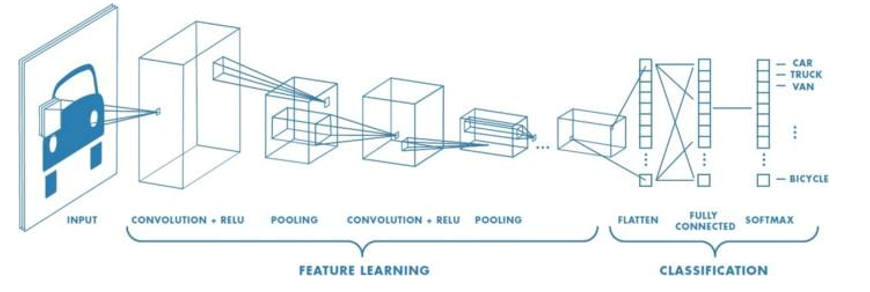 CAR
TRUCK
VAN
BICYCLE
INPUT
CONVOLUTION + RELU
POOLING
CONVOLUTION + RELU
POOLING
FLATTEN
FULLY
CONNECTED
SOFTMAX
FEATURE LEARNING
CLASSIFICATION